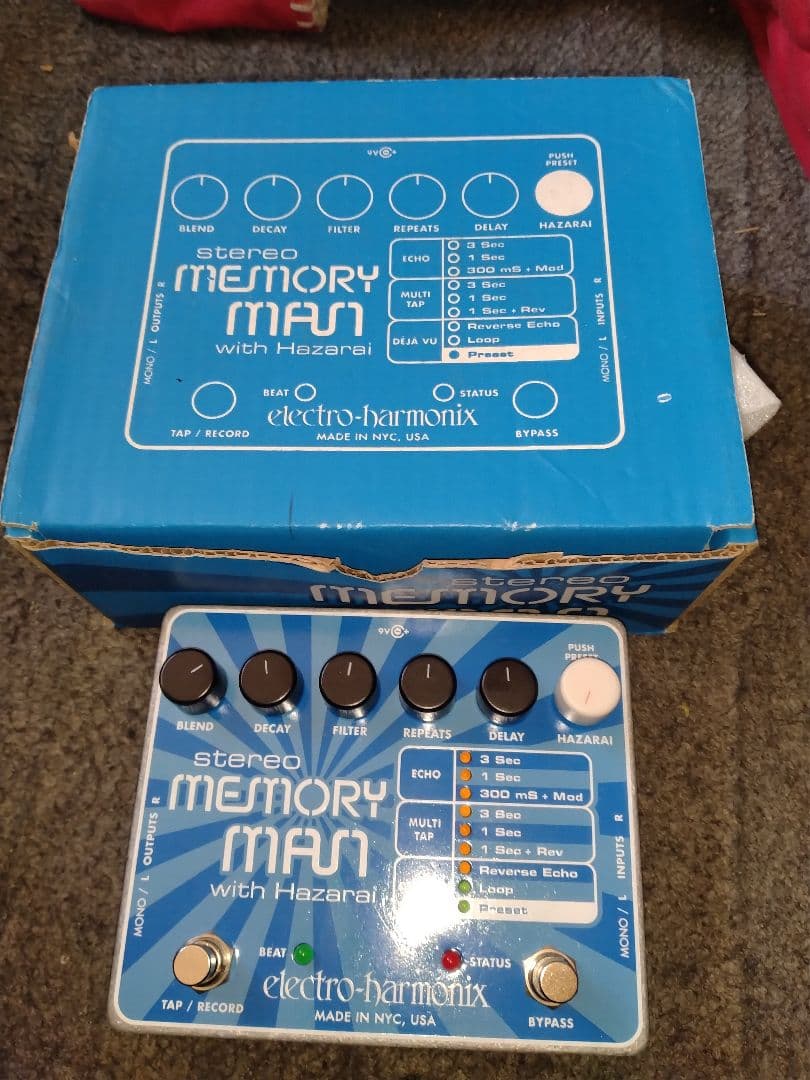 9V
PUSH
PRESET
BLEND DECAY FILTER REPEATS DELAY HAZARAI
stereo
MEMORY
MAN
with Hazarai
ECHO
3 Sec
1 Sec
300 mS + Mod
MULTI
TAP
3 Sec
1 Sec
1 Sec + Rev
DÉJÀ VU
Reverse Echo
Loop
Preset
MONO / L OUTPUTS R
MONO / L INPUTS R
BEAT STATUS
electro-harmonix
MADE IN NYC, USA
TAP / RECORD BYPASS
stereo
MEMORY
9V +
PUSH
PRESET
BLEND DECAY FILTER REPEATS DELAY HAZARAI
stereo
MEMORY
MAN
with Hazarai
ECHO
3 Sec
1 Sec
300 mS + Mod
MULTI
TAP
3 Sec
1 Sec
1 Sec + Rev
Reverse Echo
Loop
Preset
MONO / L OUTPUTS R
MONO / L INPUTS R
BEAT STATUS
electro-harmonix
MADE IN NYC, USA
TAP / RECORD BYPASS